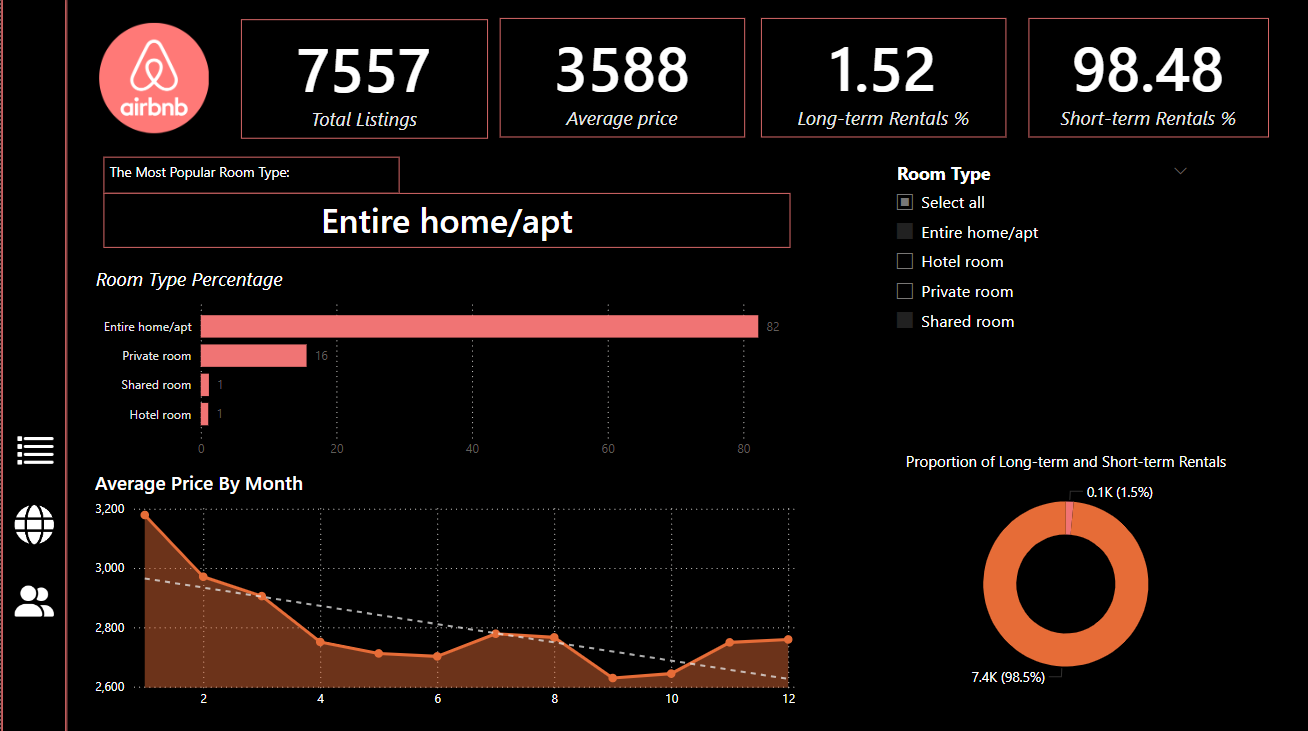 airbnb
7557
Total Listings
3588
Average price
1.52
Long-term Rentals %
98.48
Short-term Rentals %
The Most Popular Room Type:
Entire home/apt
Room Type
Select all
Entire home/apt
Hotel room
Private room
Shared room
Room Type Percentage
Entire home/apt 82
Private room 16
Shared room 1
Hotel room 1
0 20 40 60 80
Average Price By Month
3,200
3,000
2,800
2,600
2 4 6 8 10 12
Proportion of Long-term and Short-term Rentals
0.1K (1.5%)
7.4K (98.5%)